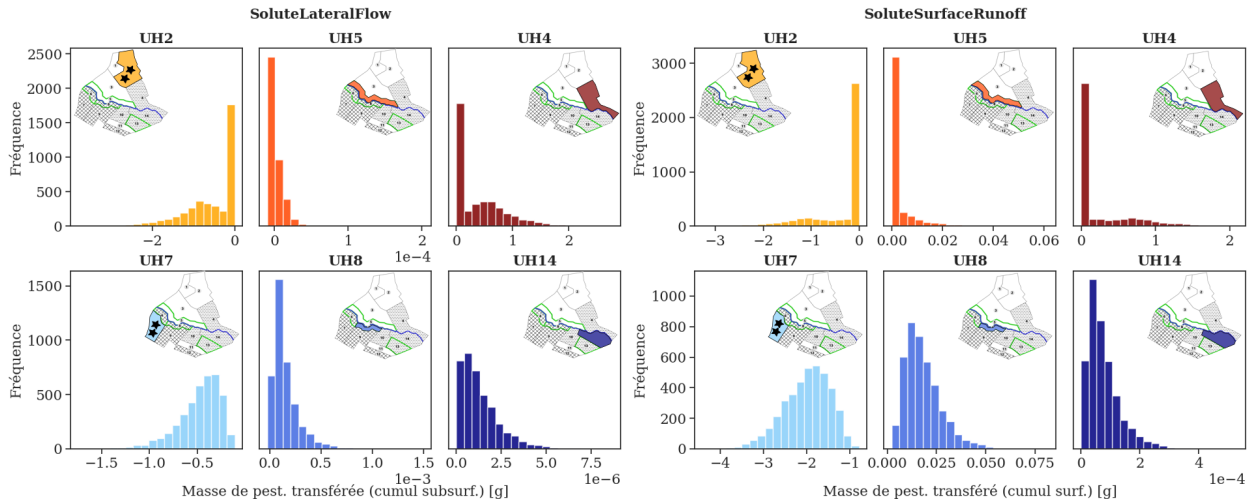 SoluteLateralFlow
UH2 UH5 UH4
Fréquence
2500
2000
1500
1000
500
0
−2 0
0 1 2
1e−4
0 1 2
UH7 UH8 UH14
Fréquence
1500
1000
500
0
−1.5 −1.0 −0.5
0.0 0.5 1.0 1.5
1e−3
0.0 2.5 5.0 7.5
1e−6
Masse de pest. transférée (cumul subsurf.) [g]
SoluteSurfaceRunoff
UH2 UH5 UH4
Fréquence
3000
2000
1000
0
−3 −2 −1 0
0.00 0.02 0.04 0.06
0 1 2
UH7 UH8 UH14
Fréquence
1000
800
600
400
200
0
−4 −3 −2 −1
0.000 0.025 0.050 0.075
0 2 4
1e−4
Masse de pest. transférée (cumul surf.) [g]